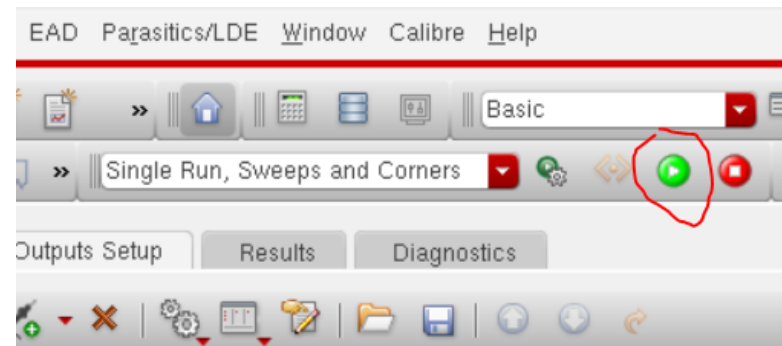 EAD Parasitics/LDE Window Calibre Help
» Basic
» Single Run, Sweeps and Corners
Outputs Setup Results Diagnostics